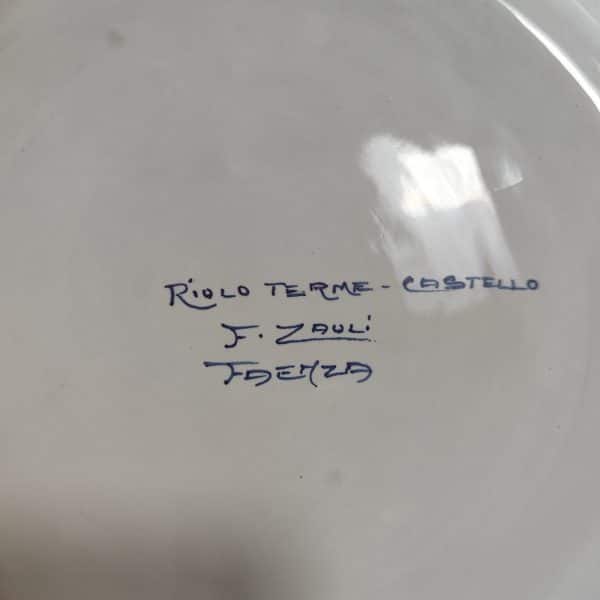 RIOLO TERME - CASTELLO
F. ZAULI
FAENZA